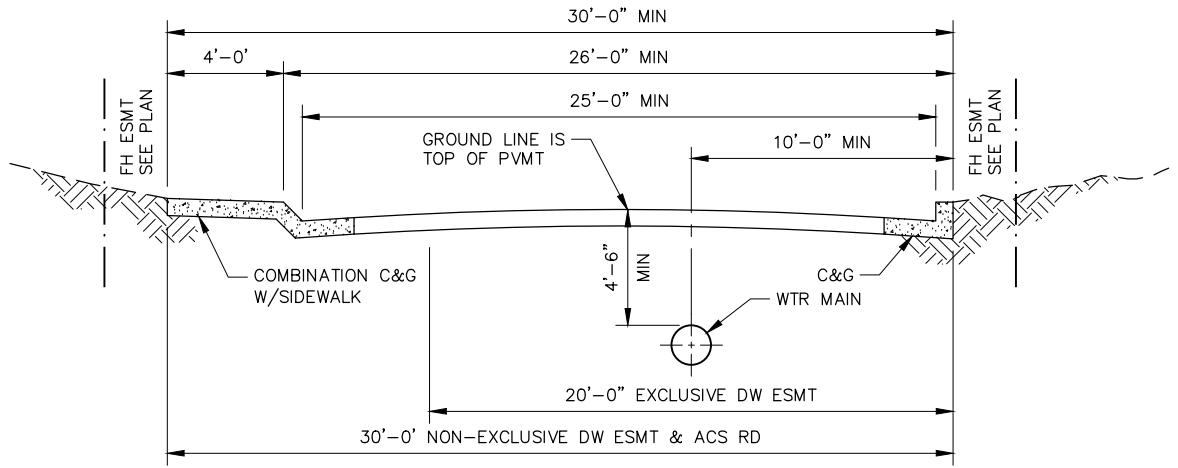 30'-0" MIN
4'-0'
26'-0" MIN
25'-0" MIN
FH ESMT
SEE PLAN
GROUND LINE IS
TOP OF PVMT
10'-0" MIN
FH ESMT
SEE PLAN
COMBINATION C&G
W/SIDEWALK
4'-6"
MIN
C&G
WTR MAIN
20'-0" EXCLUSIVE DW ESMT
30'-0' NON-EXCLUSIVE DW ESMT & ACS RD